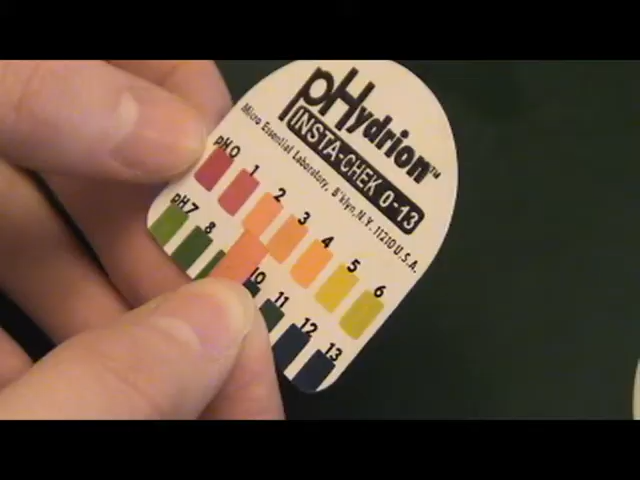 pHydrion™
INSTA-CHEK 0-13
Micro Essential Laboratory, B'klyn, N.Y. 11210 U.S.A.
pH 0 1 2 3 4 5 6
pH 7 8 10 11 12 13